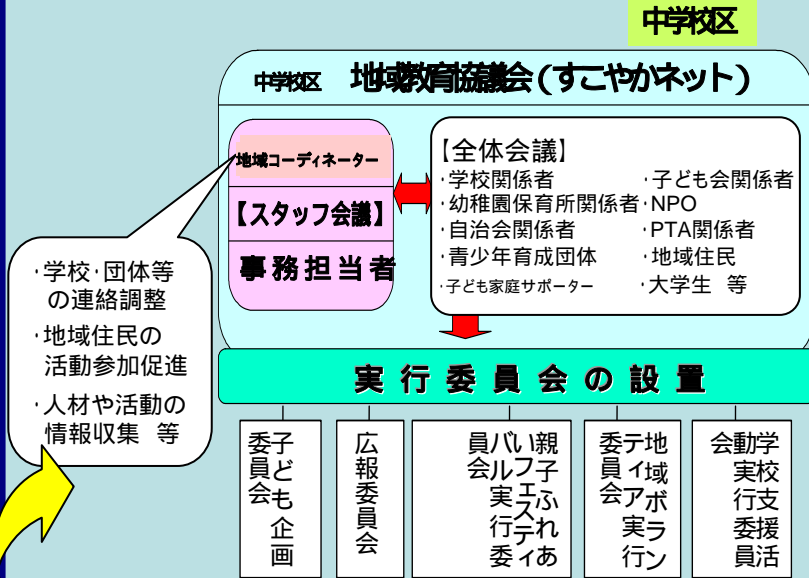 中学校区
中学校区 地域教育協議会(すこやかネット)
地域コーディネーター
【スタッフ会議】
事務担当者
【全体会議】
・学校関係者
・幼稚園保育所関係者
・自治会関係者
・青少年育成団体
・子ども家庭サポーター
・子ども会関係者
・NPO
・PTA関係者
・地域住民
・大学生 等
・学校・団体等
の連絡調整
・地域住民の
活動参加促進
・人材や活動の
情報収集 等
実行委員会の設置
子ども企画
委員会
広報委員会
親子ふれあ
いフェスティ
バル実行委
員会
地域ボラン
ティア実行
委員会
学校支援活
動実行委員
会